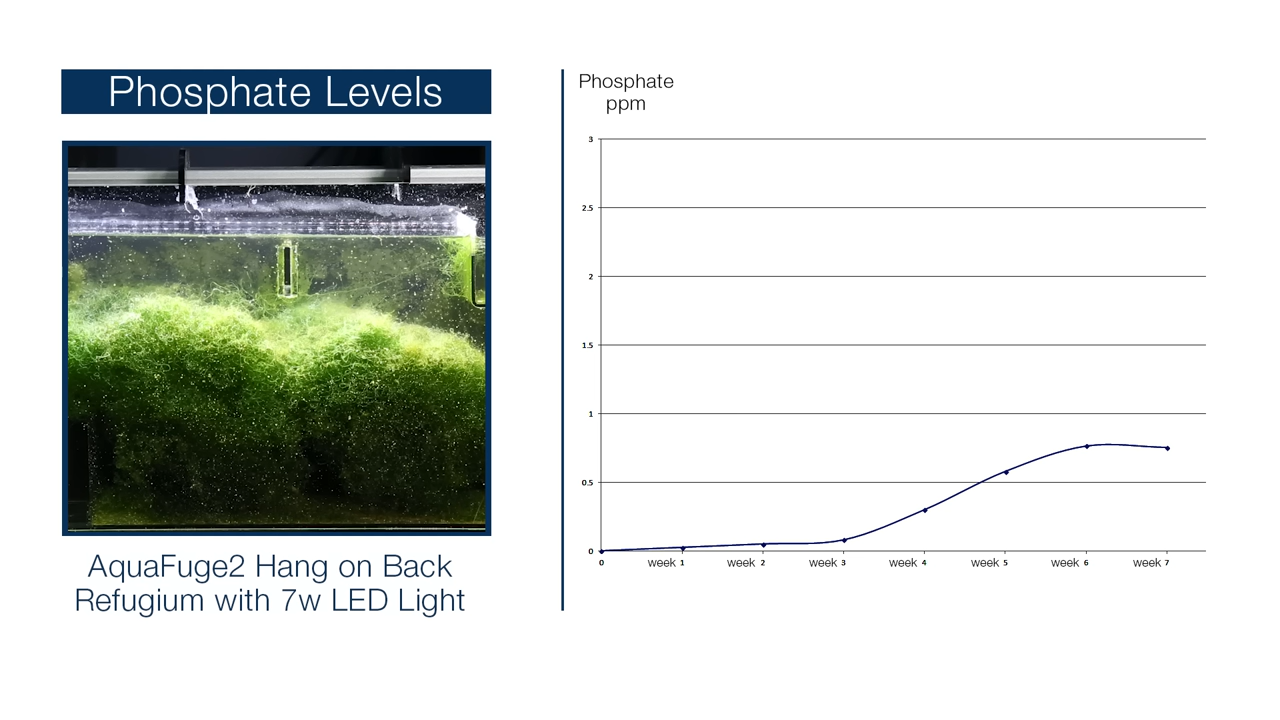 Phosphate Levels
AquaFuge2 Hang on Back
Refugium with 7w LED Light
Phosphate
ppm
3
2.5
2
1.5
1
0.5
0
0 week 1 week 2 week 3 week 4 week 5 week 6 week 7